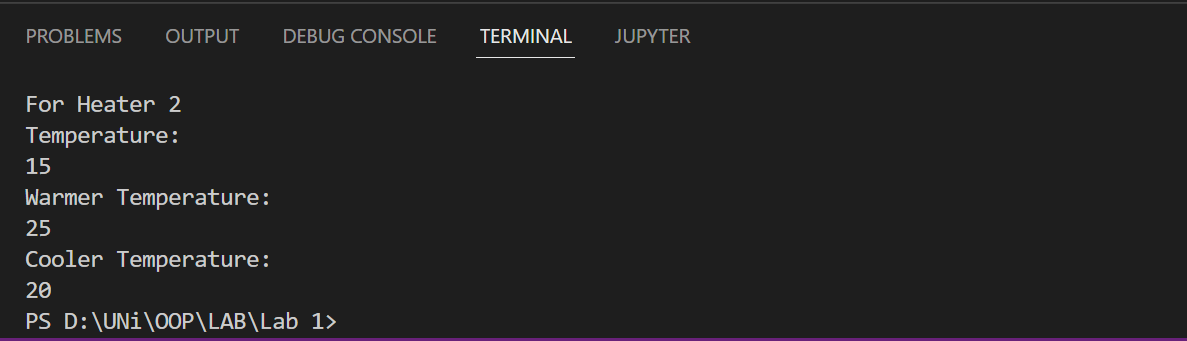 PROBLEMS OUTPUT DEBUG CONSOLE TERMINAL JUPYTER
For Heater 2
Temperature:
15
Warmer Temperature:
25
Cooler Temperature:
20
PS D:\UNi\OOP\LAB\Lab 1>